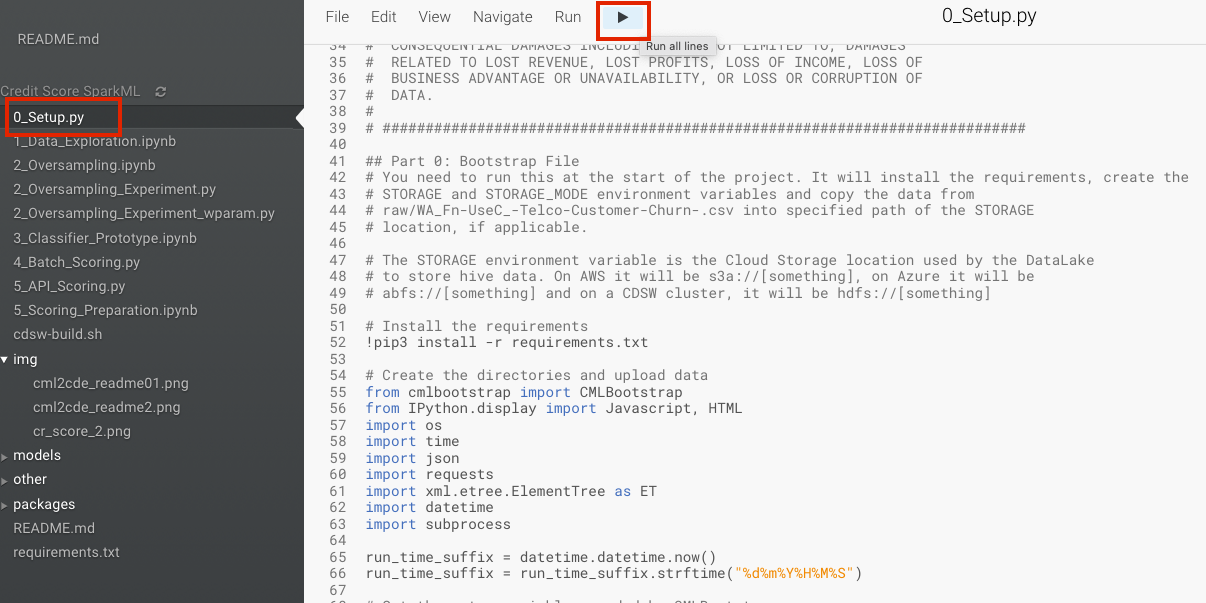 README.md
Credit Score SparkML
0_Setup.py
1_Data_Exploration.ipynb
2_Oversampling.ipynb
2_Oversampling_Experiment.py
2_Oversampling_Experiment_wparam.py
3_Classifier_Prototype.ipynb
4_Batch_Scoring.py
5_API_Scoring.py
5_Scoring_Preparation.ipynb
cdsw-build.sh
img
cml2cde_readme01.png
cml2cde_readme2.png
cr_score_2.png
models
other
packages
README.md
requirements.txt
File Edit View Navigate Run
0_Setup.py
Run all lines
34 # CONSEQUENTIAL DAMAGES LIMITED TO, DAMAGES
35 # RELATED TO LOST REVENUE, LOST PROFITS, LOSS OF INCOME, LOSS OF
36 # BUSINESS ADVANTAGE OR UNAVAILABILITY, OR LOSS OR CORRUPTION OF
37 # DATA.
38 #
39 # ###########################################################################
40
41 ## Part 0: Bootstrap File
42 # You need to run this at the start of the project. It will install the requirements, create the
43 # STORAGE and STORAGE_MODE environment variables and copy the data from
44 # raw/WA_Fn-UseC_-Telco-Customer-Churn-.csv into specified path of the STORAGE
45 # location, if applicable.
46
47 # The STORAGE environment variable is the Cloud Storage location used by the DataLake
48 # to store hive data. On AWS it will be s3a://[something], on Azure it will be
49 # abfs://[something] and on a CDSW cluster, it will be hdfs://[something]
50
51 # Install the requirements
52 !pip3 install -r requirements.txt
53
54 # Create the directories and upload data
55 from cmlbootstrap import CMLBootstrap
56 from IPython.display import Javascript, HTML
57 import os
58 import time
59 import json
60 import requests
61 import xml.etree.ElementTree as ET
62 import datetime
63 import subprocess
64
65 run_time_suffix = datetime.datetime.now()
66 run_time_suffix = run_time_suffix.strftime("%d%m%Y%H%M%S")
67